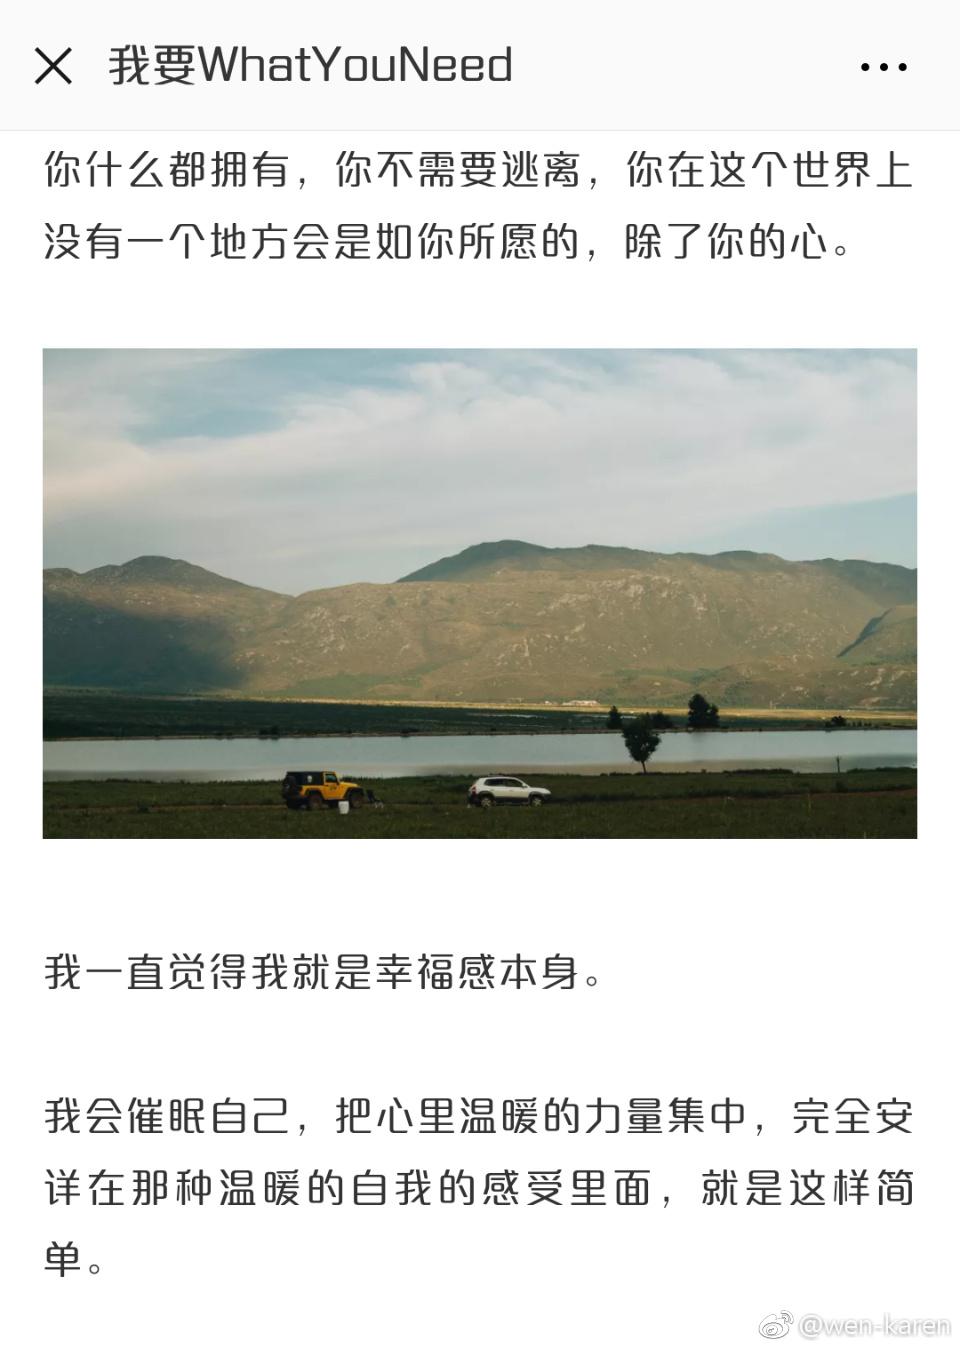 我要WhatYouNeed
你什么都拥有，你不需要逃离，你在这个世界上
没有一个地方会是如你所愿的，除了你的心。
我一直觉得我就是幸福感本身。
我会催眠自己，把心里温暖的力量集中，完全安
详在那种温暖的自我的感受里面，就是这样简
单。
@wen-karen